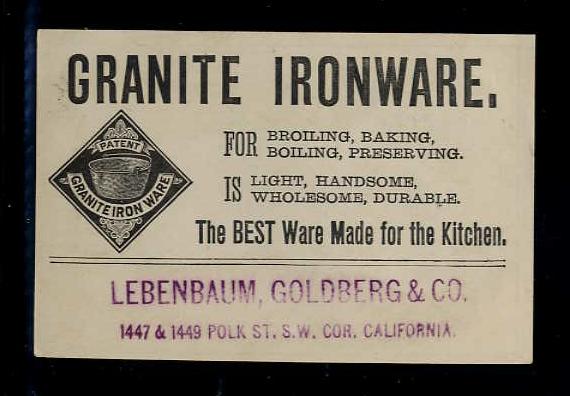 GRANITE IRONWARE.
PATENT
GRANITE IRON WARE
FOR BROILING, BAKING,
BOILING, PRESERVING.
IS LIGHT, HANDSOME,
WHOLESOME, DURABLE.
The BEST Ware Made for the Kitchen.
LEBENBAUM, GOLDBERG & CO.
1447 & 1449 POLK ST. S.W. COR. CALIFORNIA.